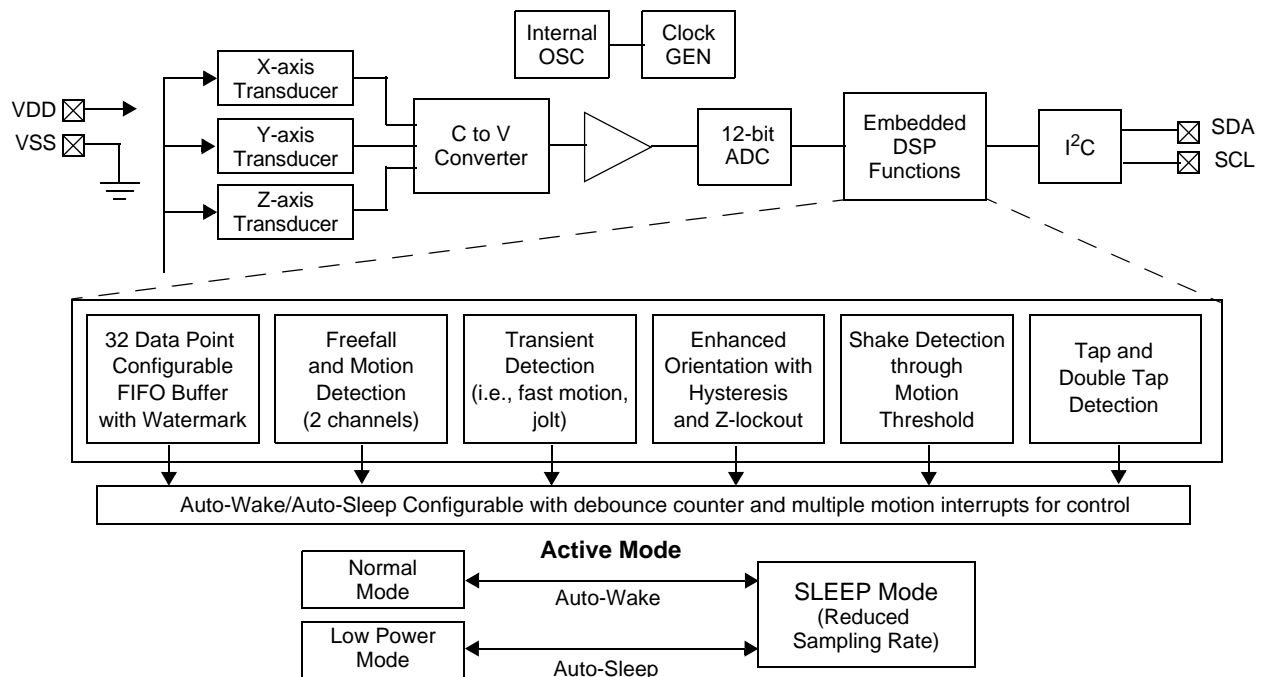 Internal
OSC
Clock
GEN
X-axis
Transducer
VDD
VSS
Y-axis
Transducer
Z-axis
Transducer
C to V
Converter
12-bit
ADC
Embedded
DSP
Functions
I²C
SDA
SCL
32 Data Point
Configurable
FIFO Buffer
with Watermark
Freefall
and Motion
Detection
(2 channels)
Transient
Detection
(i.e., fast motion,
jolt)
Enhanced
Orientation with
Hysteresis
and Z-lockout
Shake Detection
through
Motion
Threshold
Tap and
Double Tap
Detection
Auto-Wake/Auto-Sleep Configurable with debounce counter and multiple motion interrupts for control
Active Mode
Normal
Mode
Auto-Wake
Low Power
Mode
Auto-Sleep
SLEEP Mode
(Reduced
Sampling Rate)